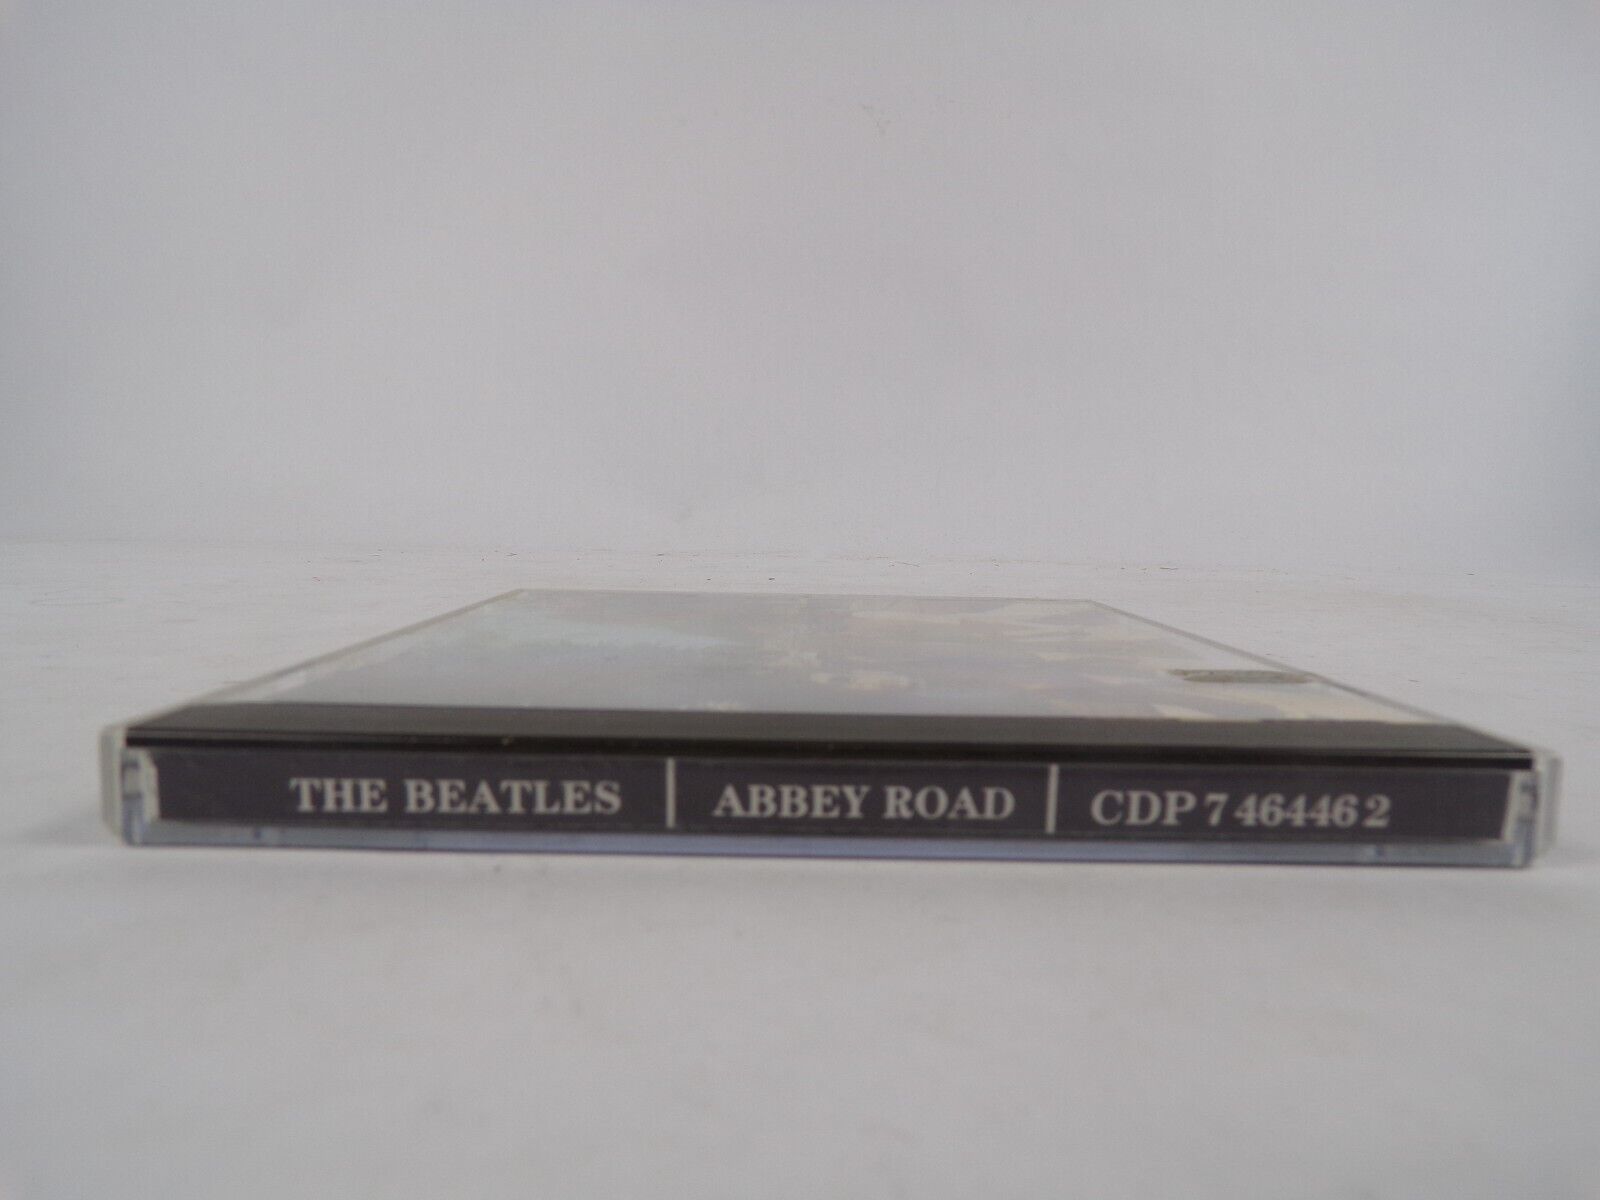 THE BEATLES | ABBEY ROAD | CDP 7 46446 2